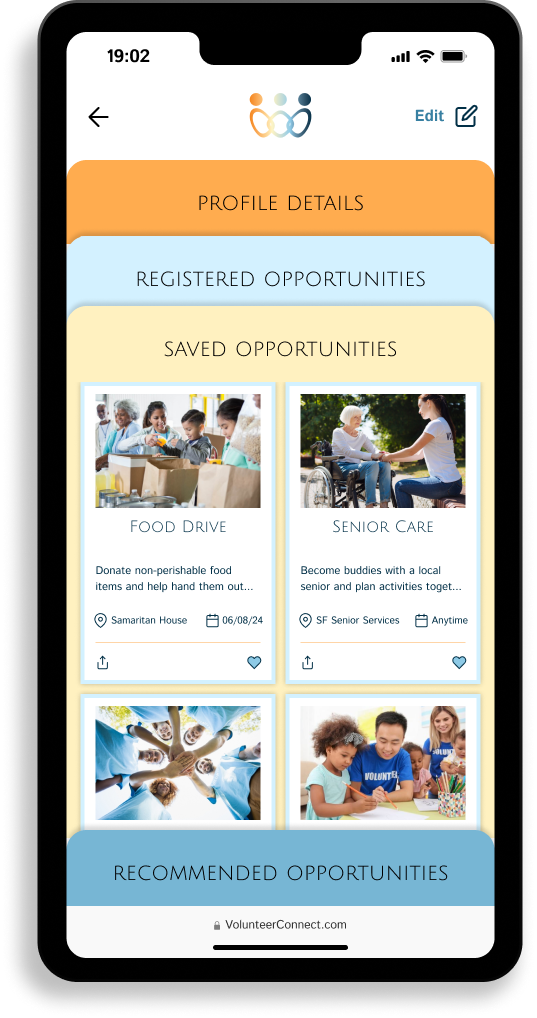 19:02
Edit
PROFILE DETAILS
REGISTERED OPPORTUNITIES
SAVED OPPORTUNITIES
FOOD DRIVE
Donate non-perishable food
items and help hand them out...
Samaritan House 06/08/24
SENIOR CARE
Become buddies with a local
senior and plan activities toget...
SF Senior Services Anytime
RECOMMENDED OPPORTUNITIES
VolunteerConnect.com